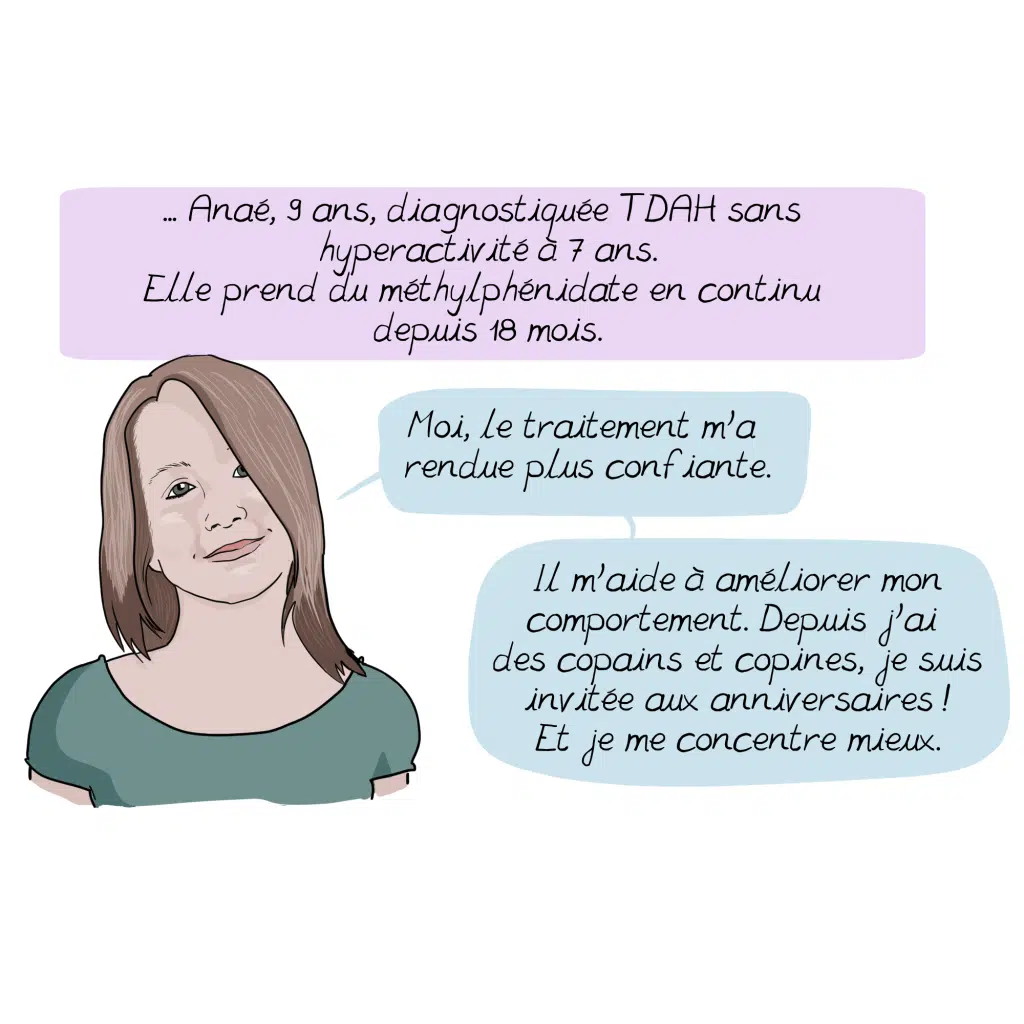 ... Anaé, 9 ans, diagnostiquée TDAH sans
hyperactivité à 7 ans.
Elle prend du méthylphénidate en continu
depuis 18 mois.
Moi, le traitement m'a
rendue plus confiante.
Il m'aide à améliorer mon
comportement. Depuis j'ai
des copains et copines, je suis
invitée aux anniversaires !
Et je me concentre mieux.